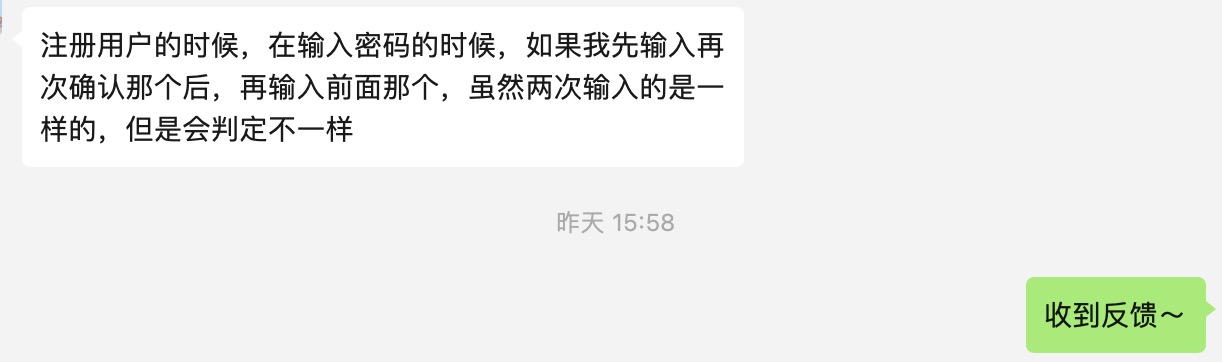 注册用户的时候，在输入密码的时候，如果我先输入再
次确认那个后，再输入前面那个，虽然两次输入的是一
样的，但是会判定不一样
昨天 15:58
收到反馈～